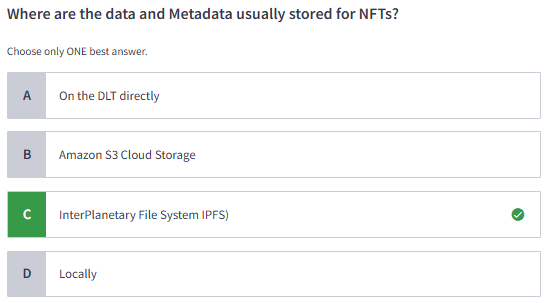 Where are the data and Metadata usually stored for NFTs?
Choose only ONE best answer.
A On the DLT directly
B Amazon S3 Cloud Storage
C InterPlanetary File System IPFS)
D Locally